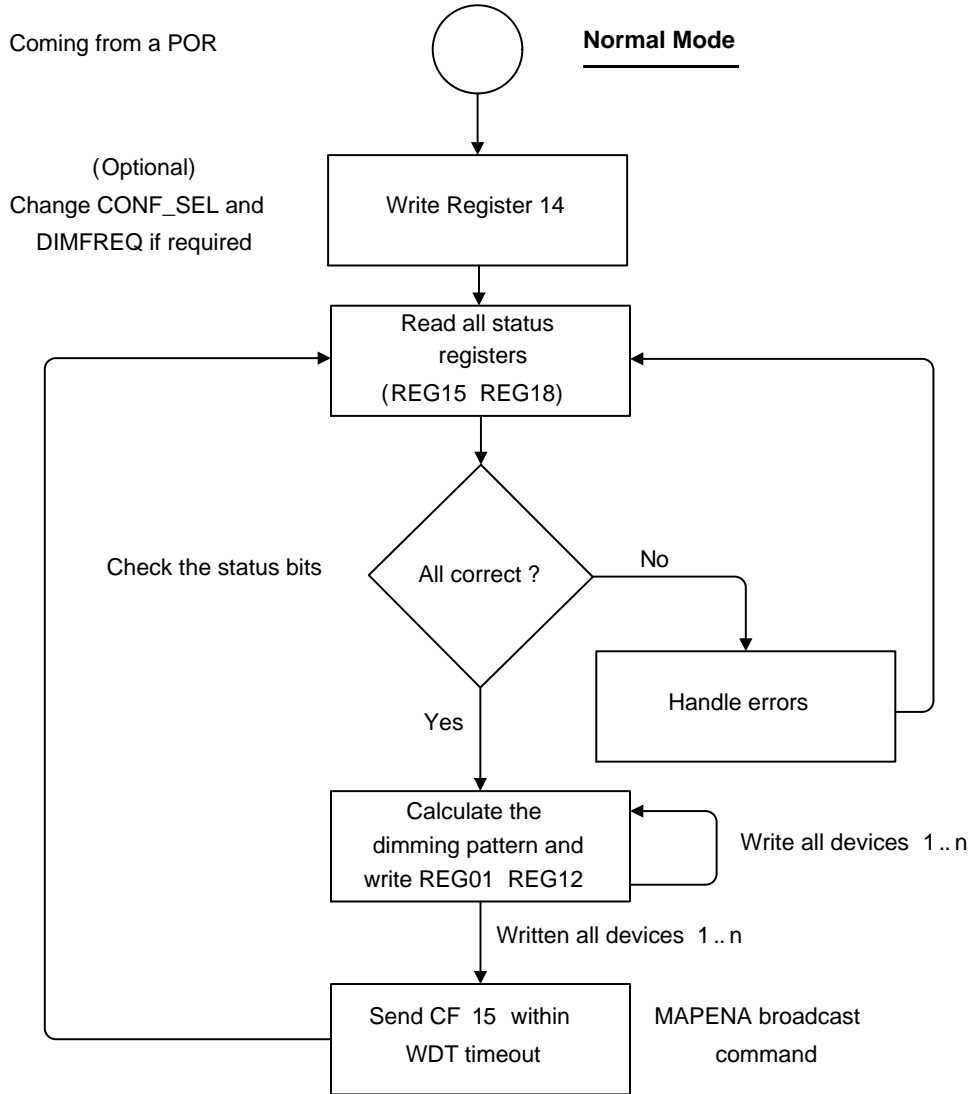 Coming from a POR
Normal Mode
(Optional)
Change CONF_SEL and
DIMFREQ if required
Write Register 14
Read all status
registers
(REG15 REG18)
Check the status bits
All correct ?
No
Handle errors
Yes
Calculate the
dimming pattern and
write REG01 REG12
Write all devices 1 .. n
Written all devices 1 .. n
Send CF 15 within
WDT timeout
MAPENA broadcast
command